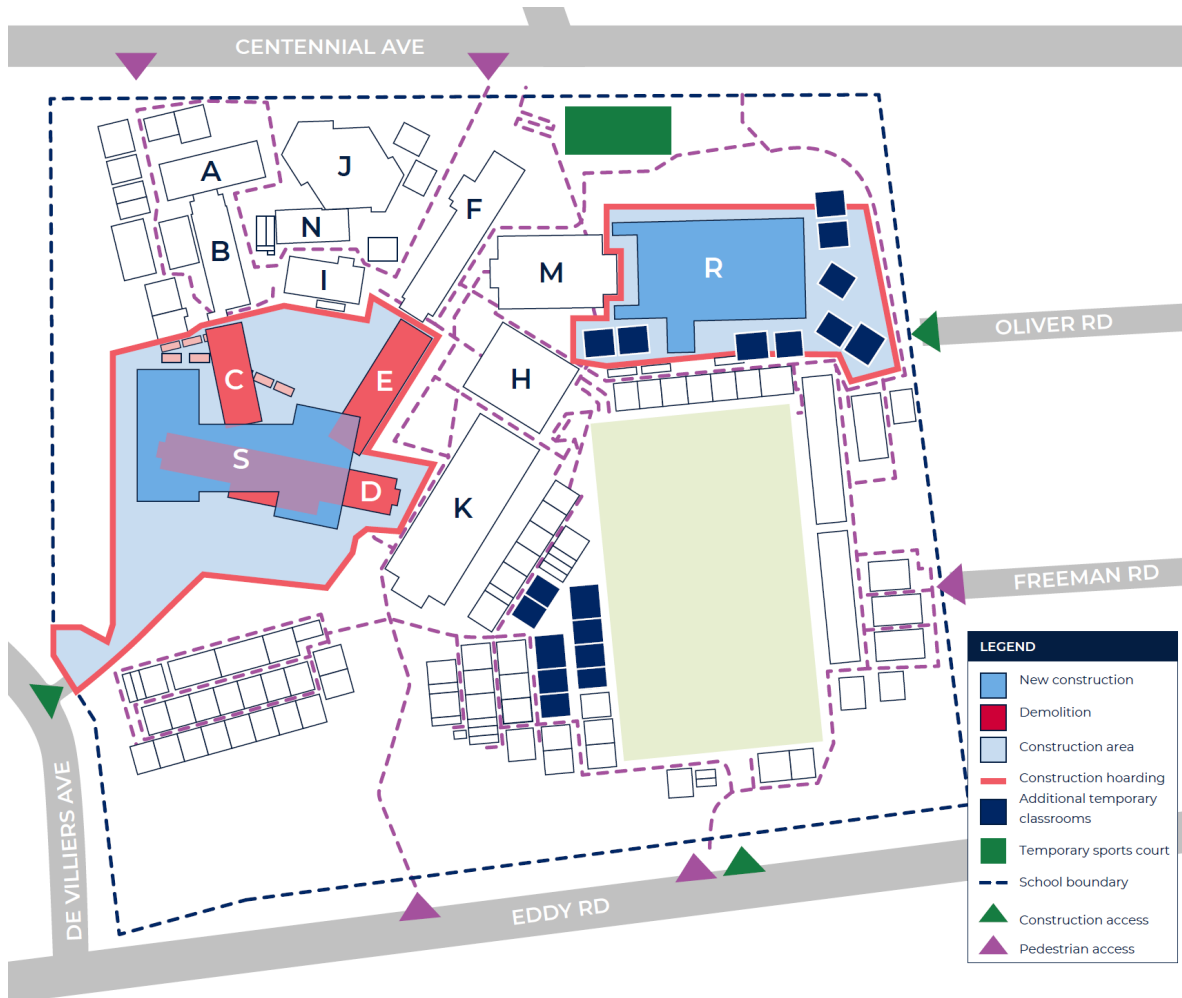 CENTENNIAL AVE
A
J
F
N
B
I
M
R
OLIVER RD
C
E
H
S
D
K
FREEMAN RD
LEGEND
New construction
Demolition
Construction area
Construction hoarding
Additional temporary
classrooms
Temporary sports court
School boundary
Construction access
Pedestrian access
DE VILLIERS AVE
EDDY RD